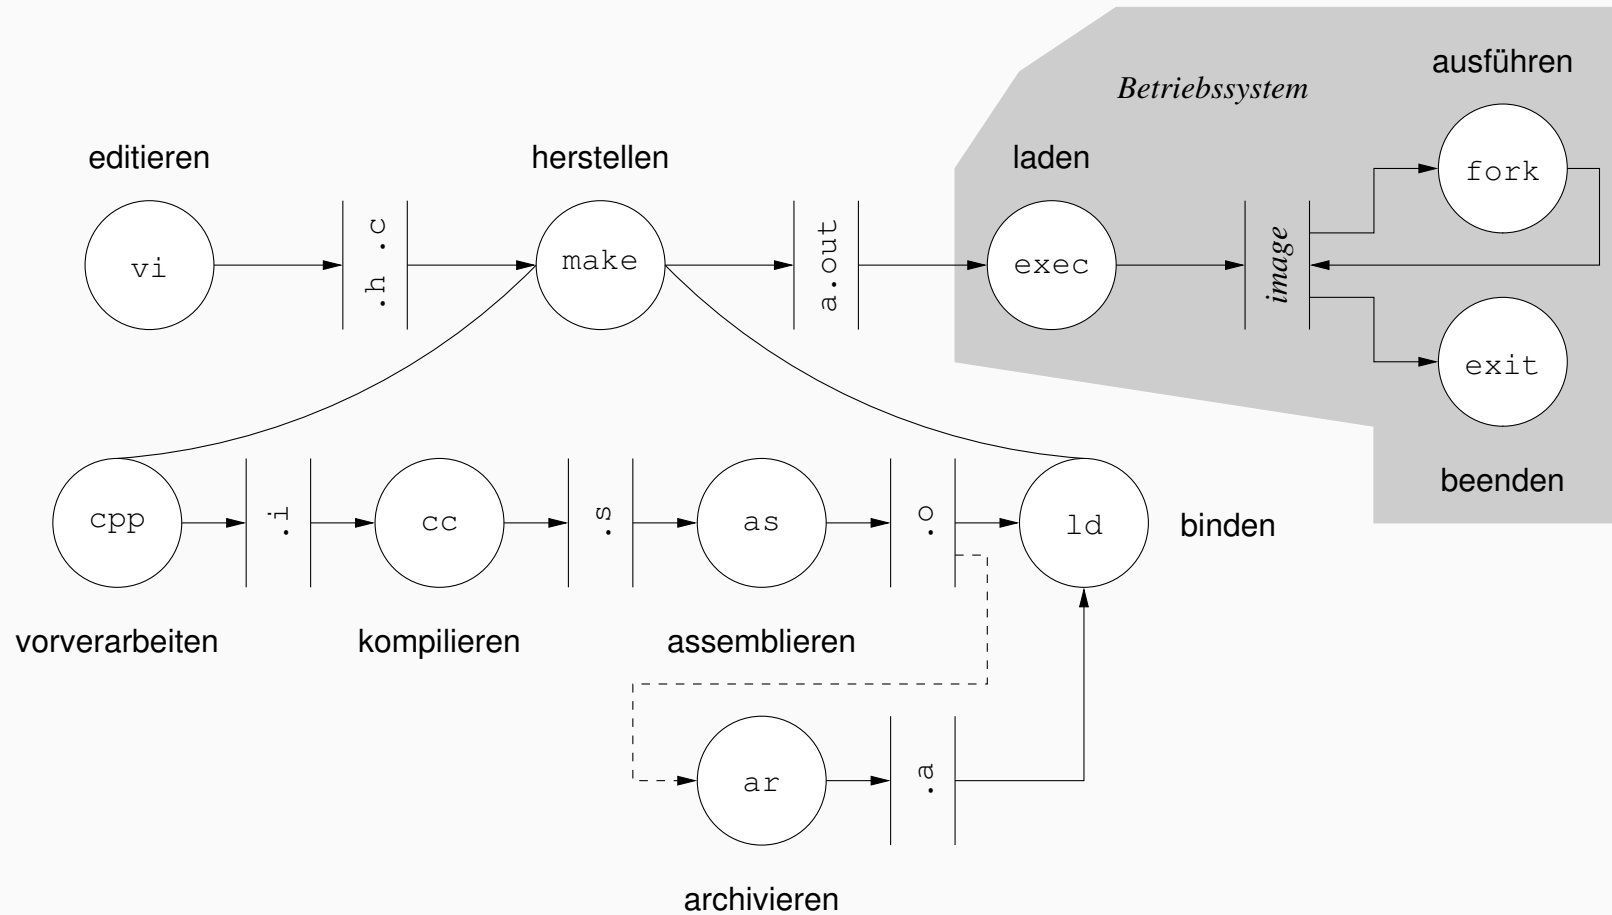 ausführen
Betriebssystem
editieren
herstellen
laden
fork
vi
.h .c
make
a.out
exec
image
exit
beenden
cpp
.i
cc
.s
as
.o
ld
binden
vorverarbeiten
kompilieren
assemblieren
ar
.a
archivieren